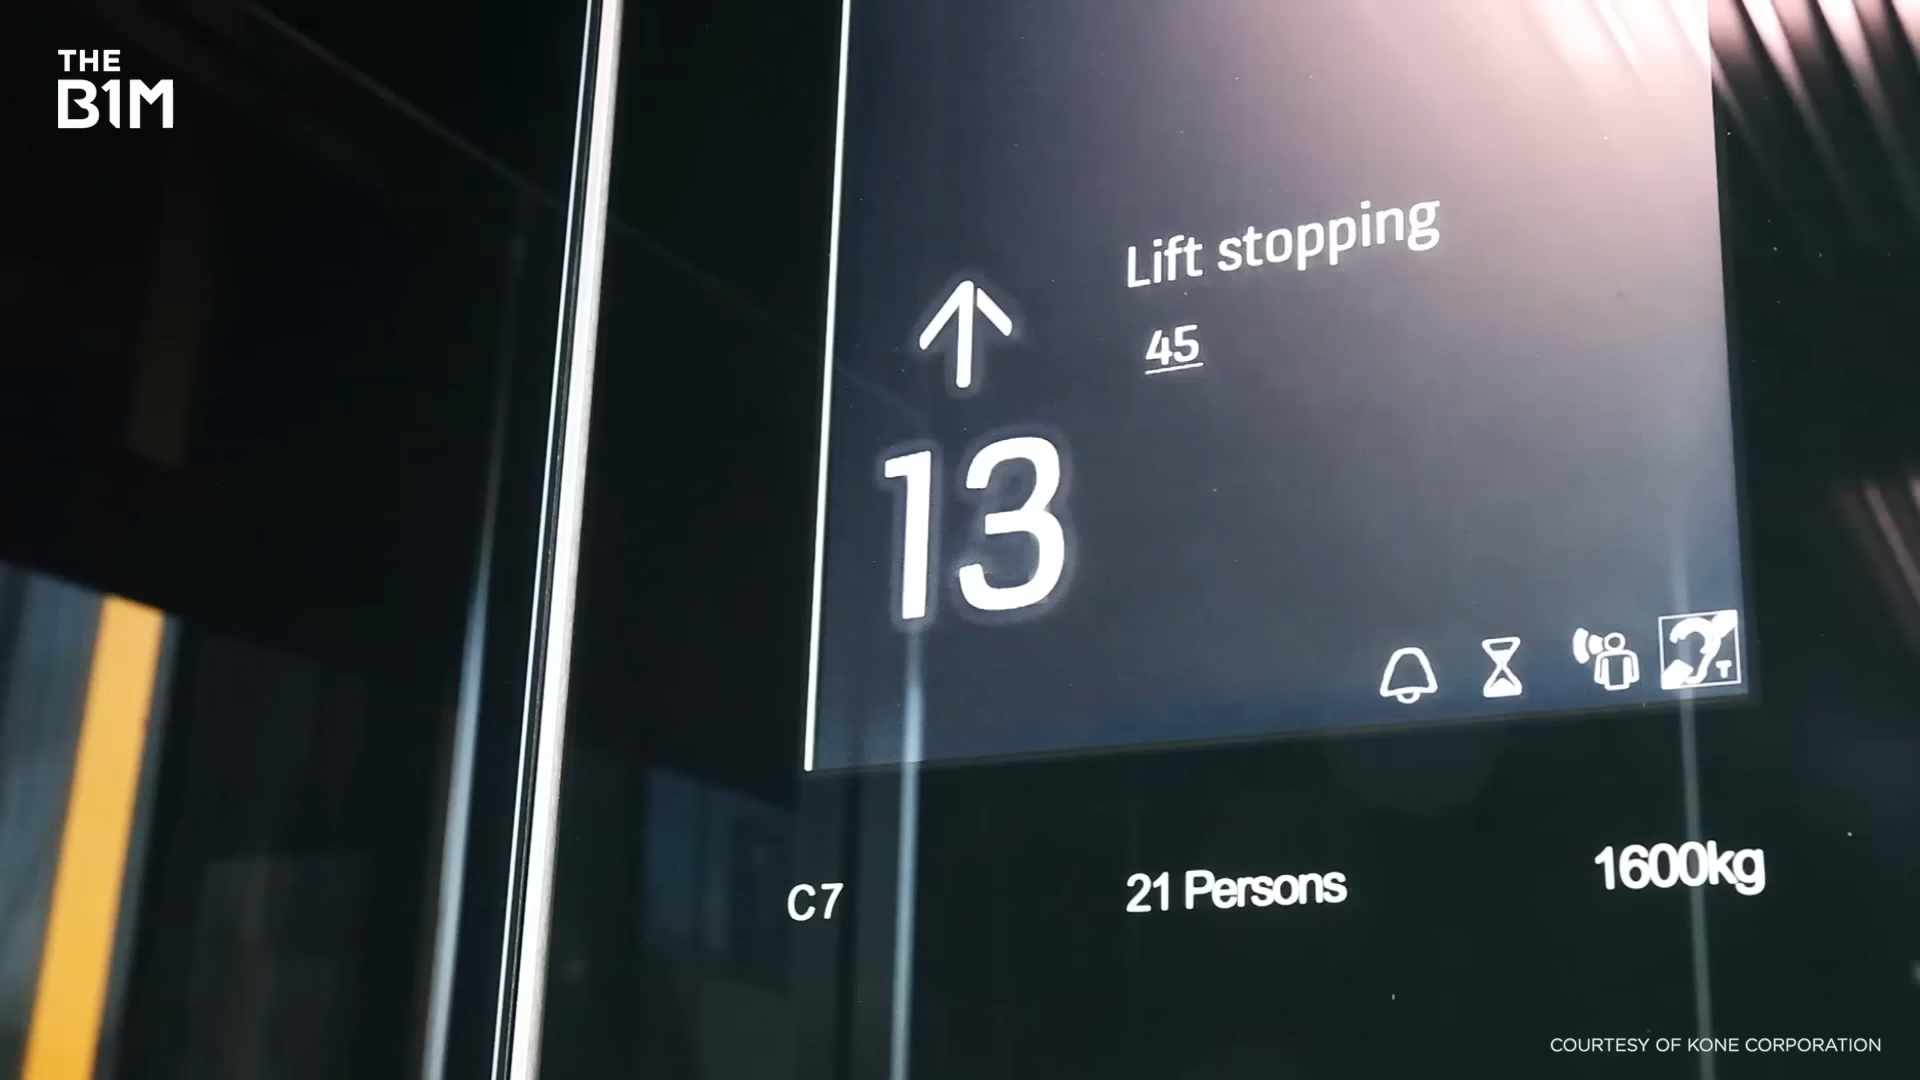 THE
B1M
Lift stopping
45
13
T
C7
21 Persons
1600kg
COURTESY OF KONE CORPORATION